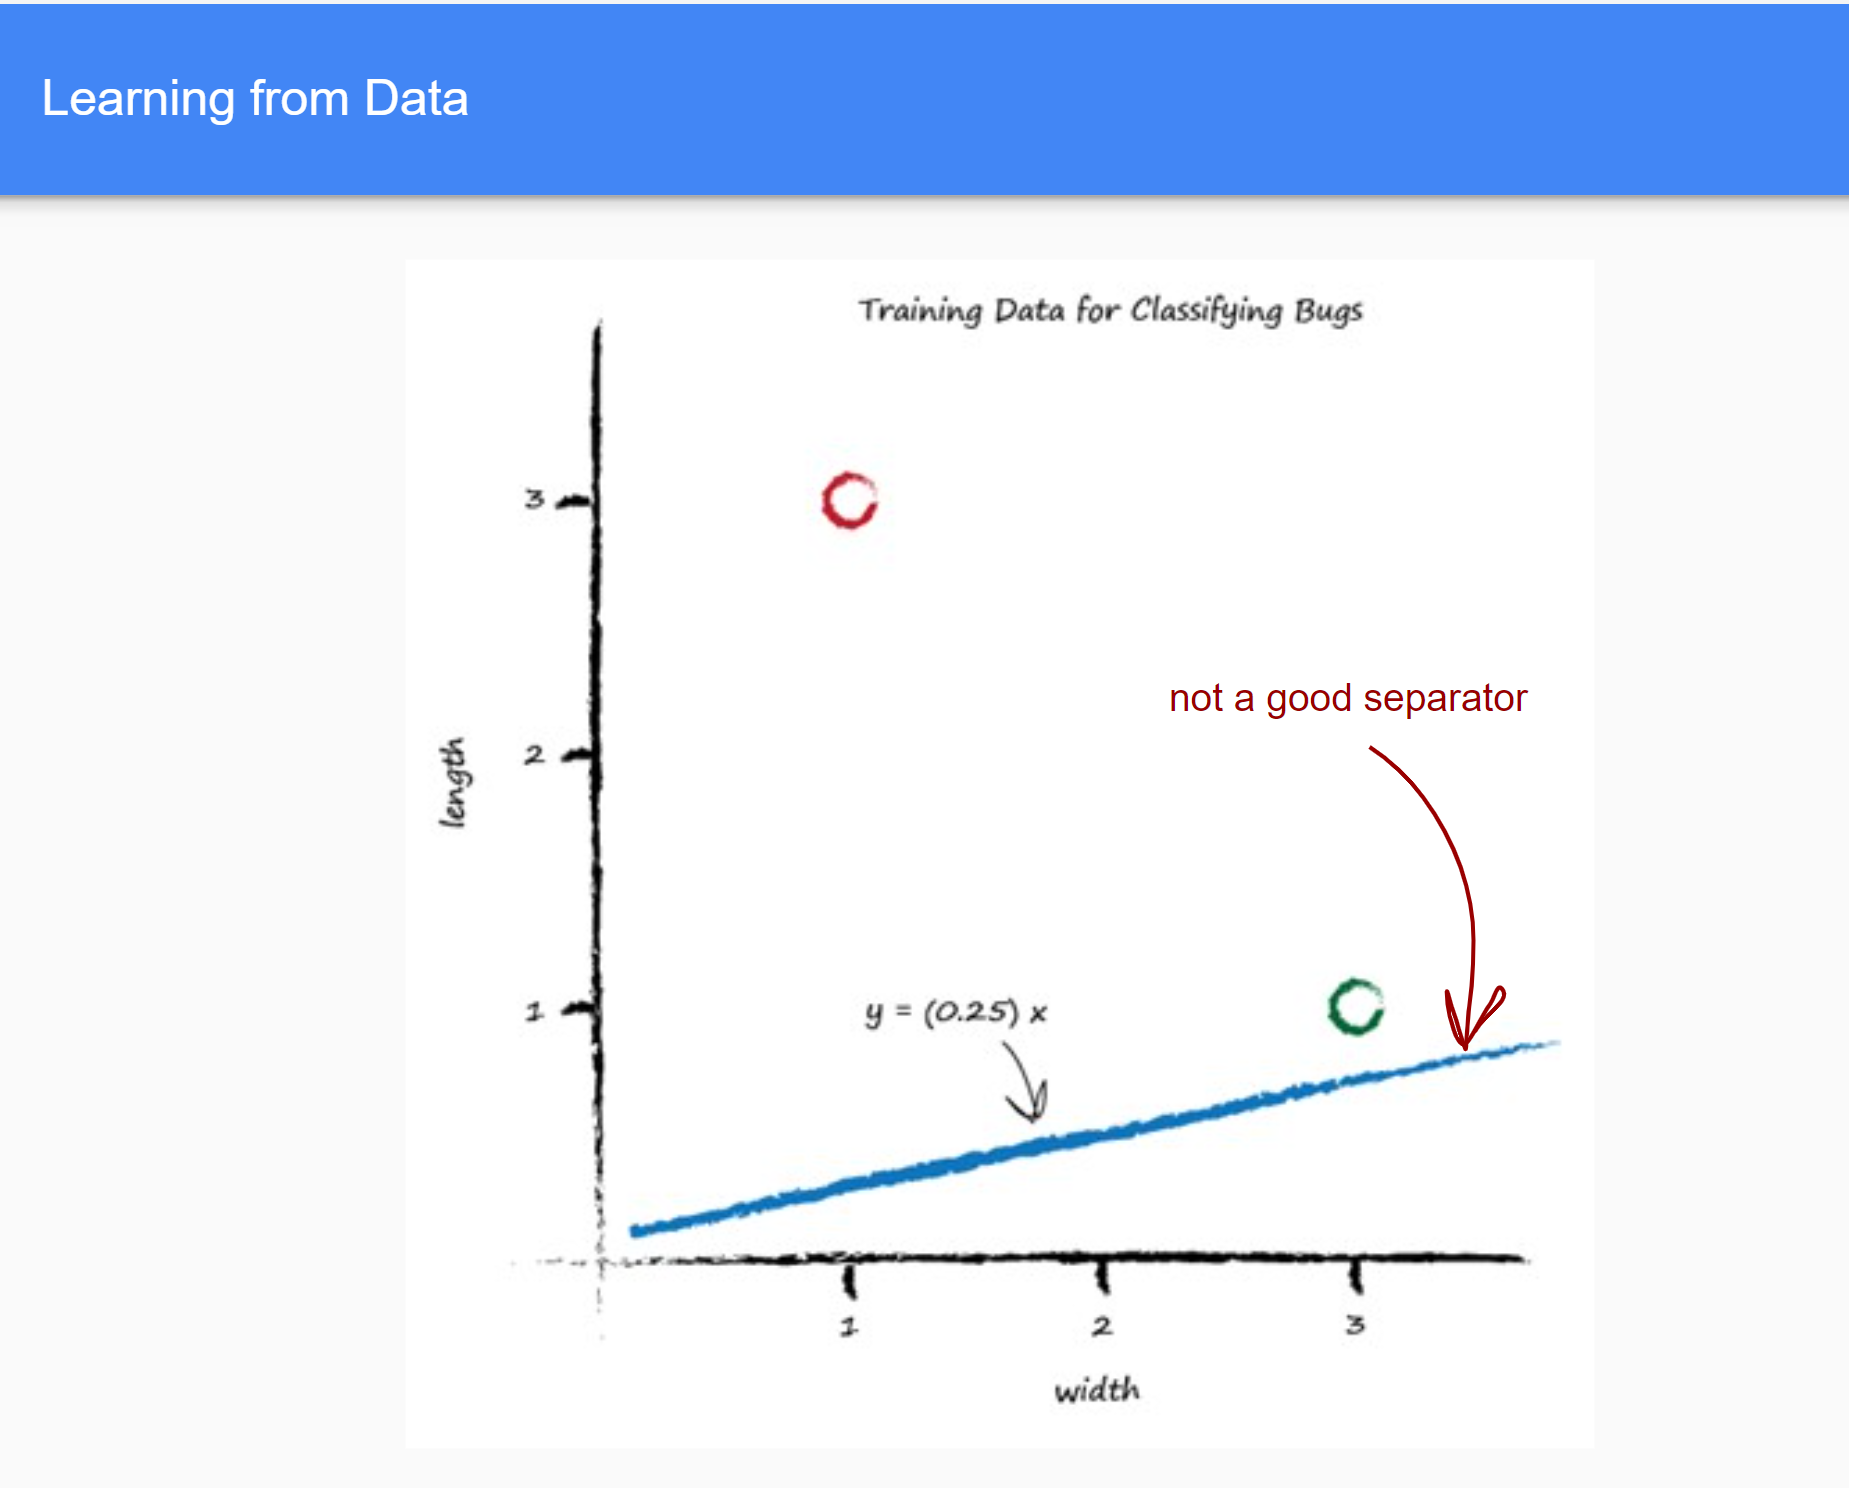 Learning from Data
Training Data for Classifying Bugs
3
not a good separator
2
length
1
y = (0.25) x
1
2
3
width